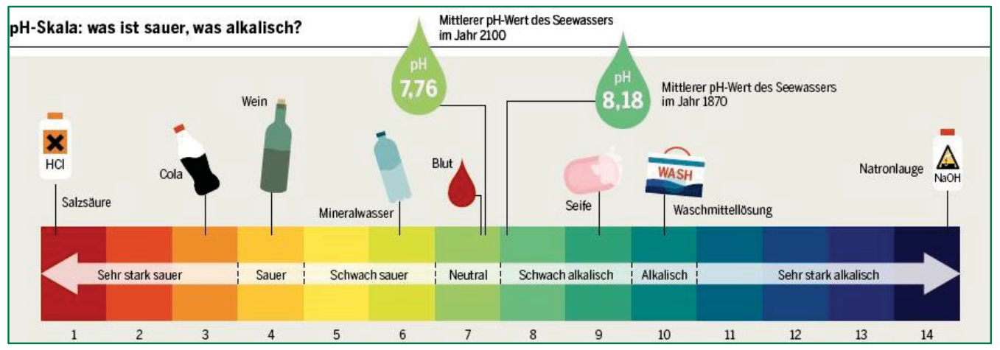 pH-Skala: was ist sauer, was alkalisch?
Mittlerer pH-Wert des Seewassers
im Jahr 2100
pH
7,76
pH
8,18
Mittlerer pH-Wert des Seewassers
im Jahr 1870
HCl
Salzsäure
Cola
Wein
Mineralwasser
Blut
Seife
WASH
Waschmittellösung
Natronlauge
NaOH
Sehr stark sauer
Sauer
Schwach sauer
Neutral
Schwach alkalisch
Alkalisch
Sehr stark alkalisch
1 2 3 4 5 6 7 8 9 10 11 12 13 14